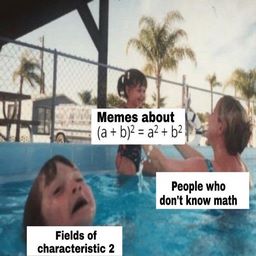 Memes about
(a + b)² = a² + b²
People who
don't know math
Fields of
characteristic 2